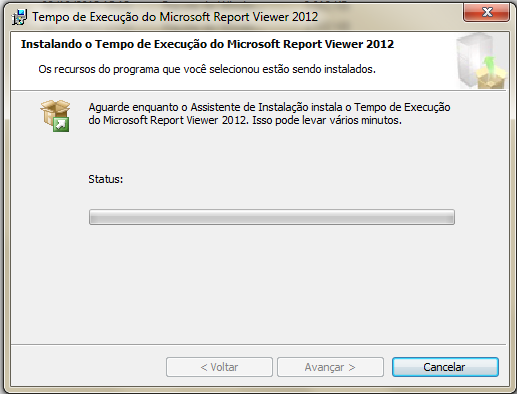 Tempo de Execução do Microsoft Report Viewer 2012
Instalando o Tempo de Execução do Microsoft Report Viewer 2012
Os recursos do programa que você selecionou estão sendo instalados.
Aguarde enquanto o Assistente de Instalação instala o Tempo de Execução
do Microsoft Report Viewer 2012. Isso pode levar vários minutos.
Status:
< Voltar
Avançar >
Cancelar